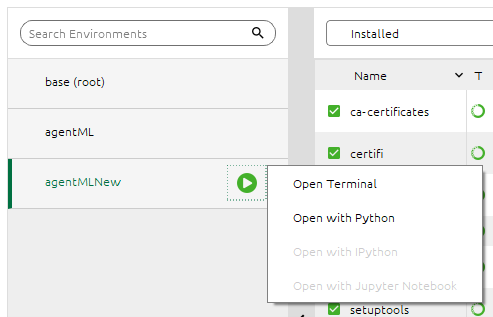 Search Environments
Installed
base (root)
Name
T
agentML
ca-certificates
certifi
agentMLNew
Open Terminal
Open with Python
Open with IPython
Open with Jupyter Notebook
setuptools